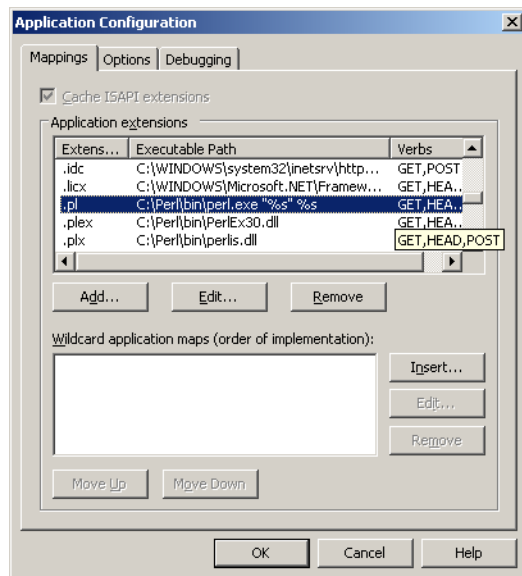 Application Configuration
Mappings Options Debugging
Cache ISAPI extensions
Application extensions
Extens... Executable Path Verbs
.idc C:\WINDOWS\system32\inetsrv\http... GET,POST
.licx C:\WINDOWS\Microsoft.NET\Framew... GET,HEA...
.pl C:\Perl\bin\perl.exe "%s" %s GET,HEA...
.plex C:\Perl\bin\PerlEx30.dll GET,HEA...
.plx C:\Perl\bin\perlis.dll GET,HEAD,POST
Add... Edit... Remove
Wildcard application maps (order of implementation):
Insert...
Edit...
Remove
Move Up Move Down
OK Cancel Help